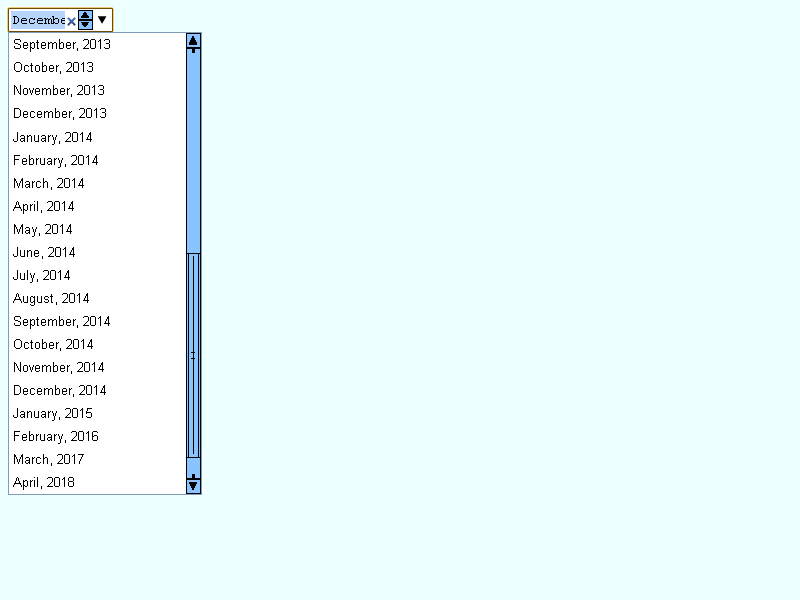 Decembe
September, 2013
October, 2013
November, 2013
December, 2013
January, 2014
February, 2014
March, 2014
April, 2014
May, 2014
June, 2014
July, 2014
August, 2014
September, 2014
October, 2014
November, 2014
December, 2014
January, 2015
February, 2016
March, 2017
April, 2018